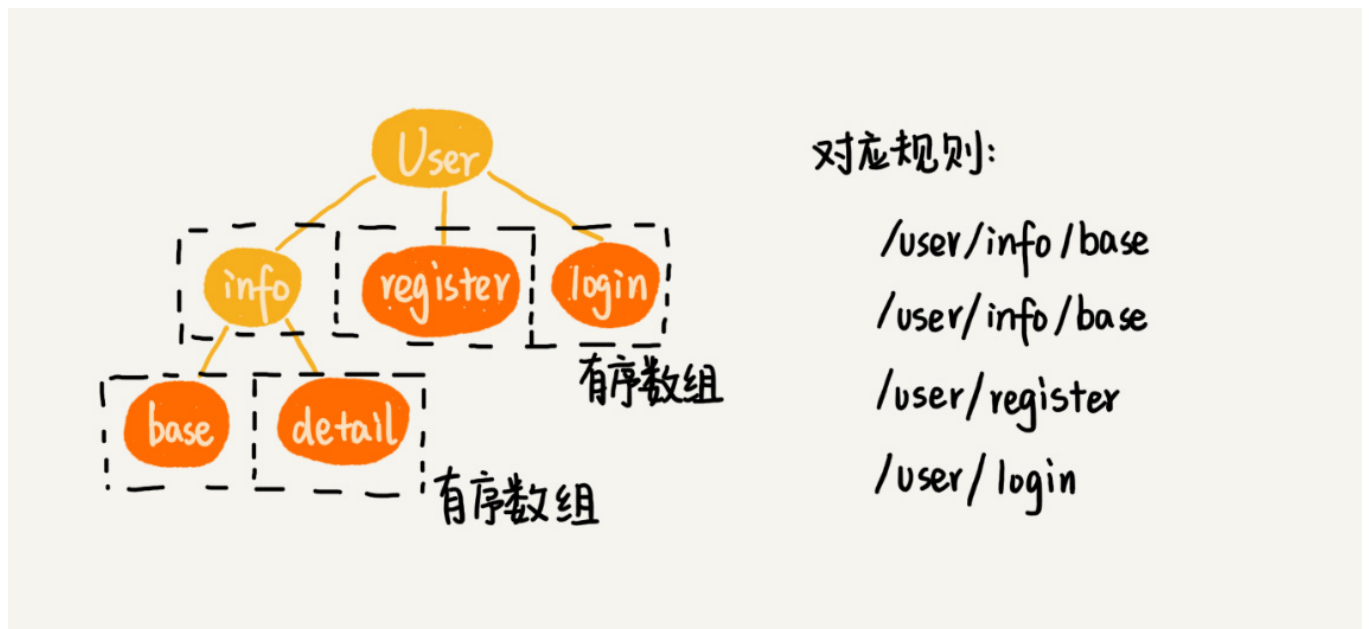 User
info
register
login
有序数组
base
detail
有序数组
对应规则:
/user/info/base
/user/info/base
/user/register
/user/login